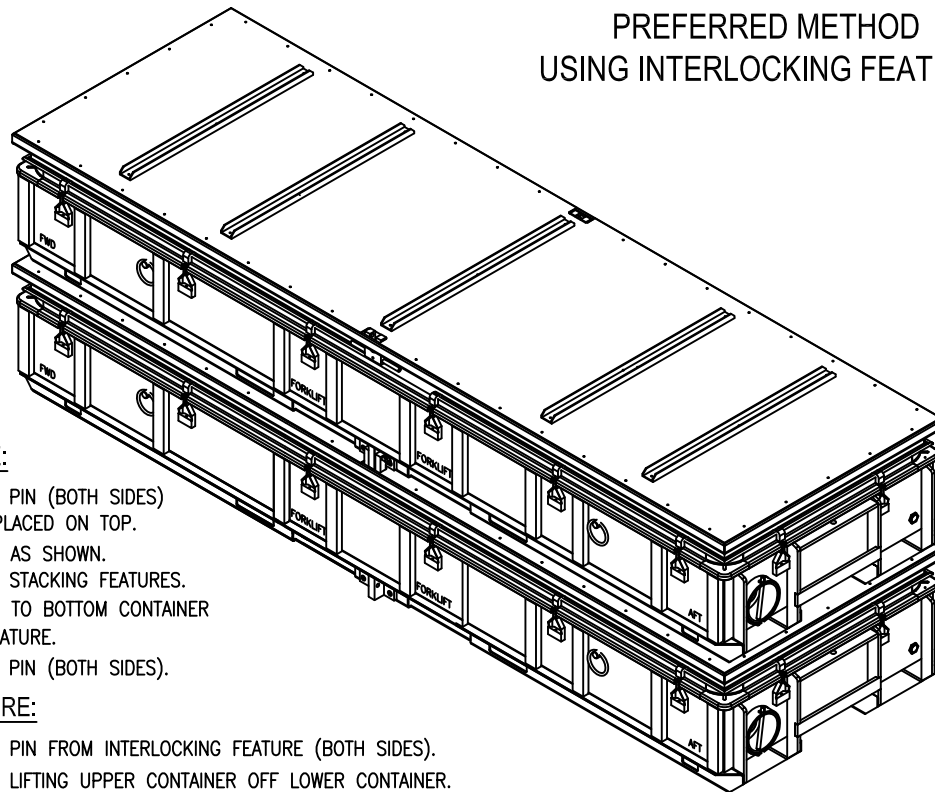 PREFERRED METHOD
USING INTERLOCKING FEAT
FWD
FORKLIFT
FORKLIFT
AFT
FWD
FORKLIFT
FORKLIFT
AFT
E:
PIN (BOTH SIDES)
PLACED ON TOP.
AS SHOWN.
STACKING FEATURES.
TO BOTTOM CONTAINER
ATURE.
PIN (BOTH SIDES).
RE:
PIN FROM INTERLOCKING FEATURE (BOTH SIDES).
LIFTING UPPER CONTAINER OFF LOWER CONTAINER.